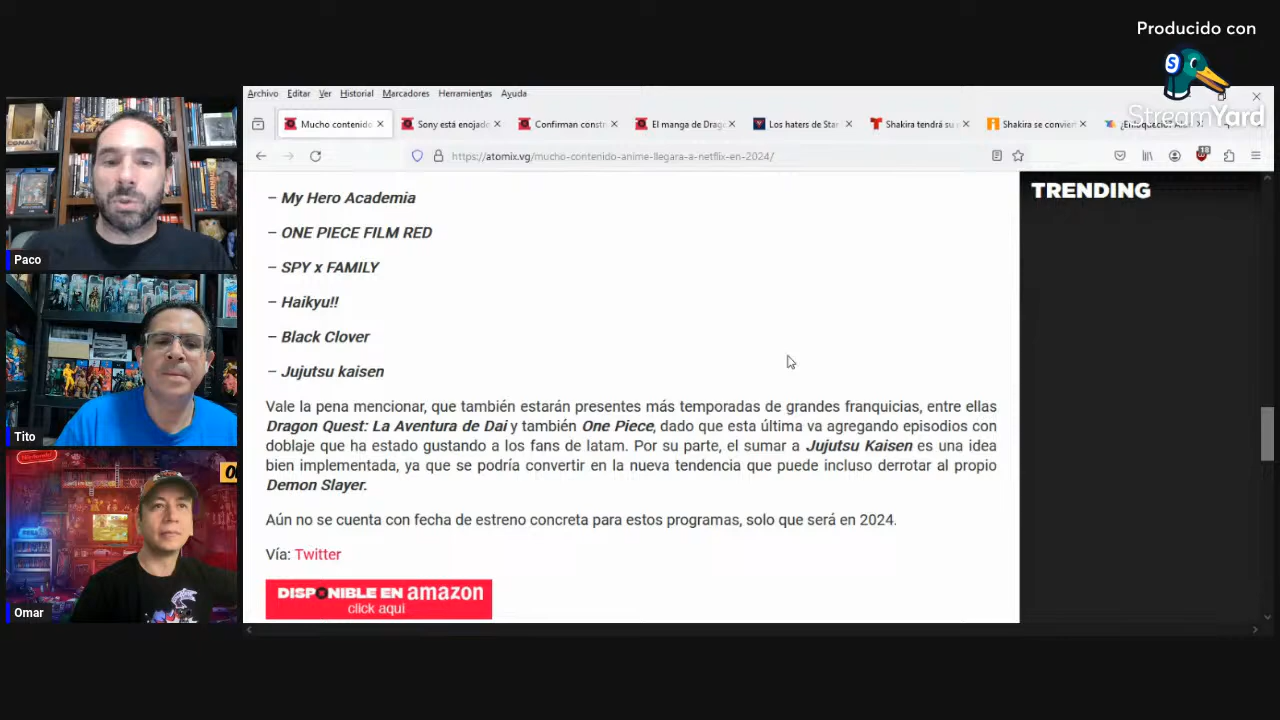 Producido con
StreamYard
Archivo Editar Ver Historial Marcadores Herramientas Ayuda
Mucho contenido
Sony está enojado
Confirman constr
El manga de Drago
Los haters de Star
Shakira tendrá su e
Shakira se convier
https://atomix.vg/mucho-contenido-anime-llegara-a-netflix-en-2024/
18
TRENDING
– My Hero Academia
– ONE PIECE FILM RED
– SPY x FAMILY
– Haikyu!!
– Black Clover
– Jujutsu kaisen
Vale la pena mencionar, que también estarán presentes más temporadas de grandes franquicias, entre ellas
Dragon Quest: La Aventura de Dai y también One Piece, dado que esta última va agregando episodios con
doblaje que ha estado gustando a los fans de latam. Por su parte, el sumar a Jujutsu Kaisen es una idea
bien implementada, ya que se podría convertir en la nueva tendencia que puede incluso derrotar al propio
Demon Slayer.
Aún no se cuenta con fecha de estreno concreta para estos programas, solo que será en 2024.
Vía: Twitter
DISPONIBLE EN amazon
click aqui
CONAN
Paco
Tito
Omar